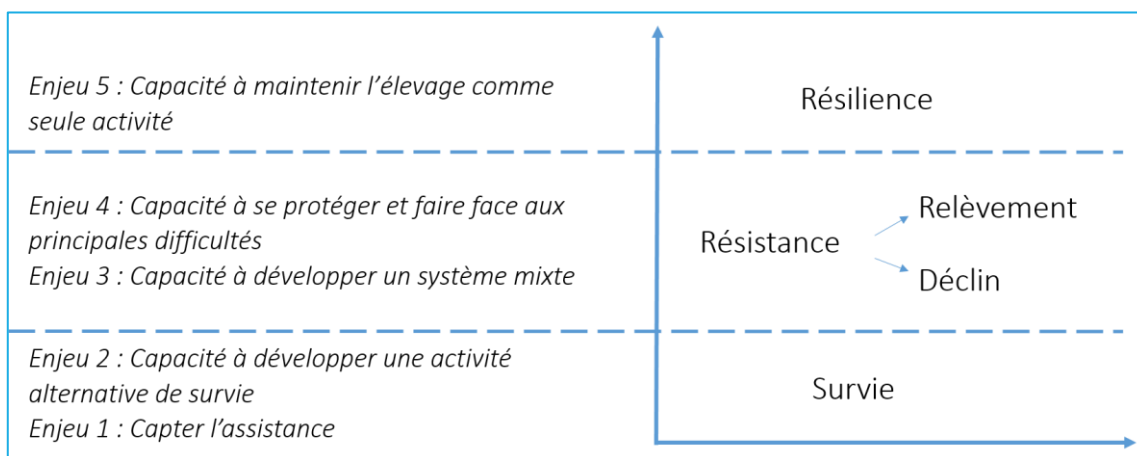 Enjeu 5 : Capacité à maintenir l’élevage comme
seule activité
Résilience
Enjeu 4 : Capacité à se protéger et faire face aux
principales difficultés
Enjeu 3 : Capacité à développer un système mixte
Résistance
Relèvement
Déclin
Enjeu 2 : Capacité à développer une activité
alternative de survie
Enjeu 1 : Capter l’assistance
Survie